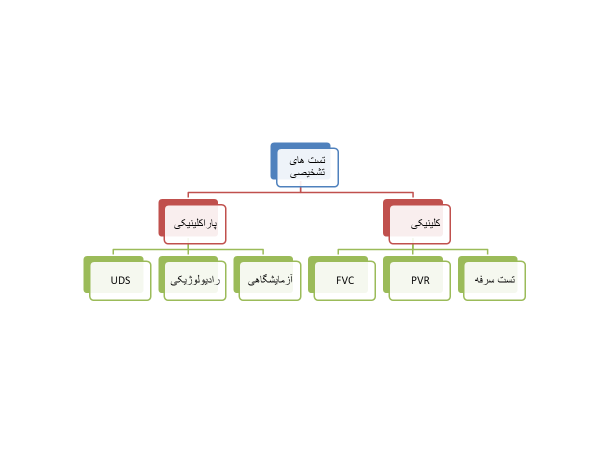 تست های
تشخیصی
کلینیکی
پاراکلینیکی
تست سرفه
PVR
FVC
آزمایشگاهی
رادیولوژیکی
UDS